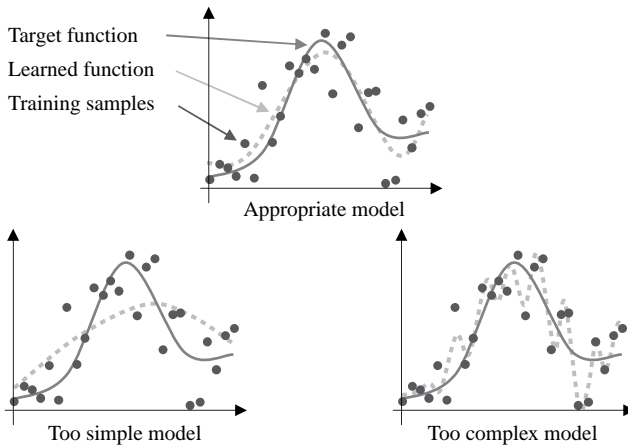 Target function
Learned function
Training samples
Appropriate model
Too simple model
Too complex model